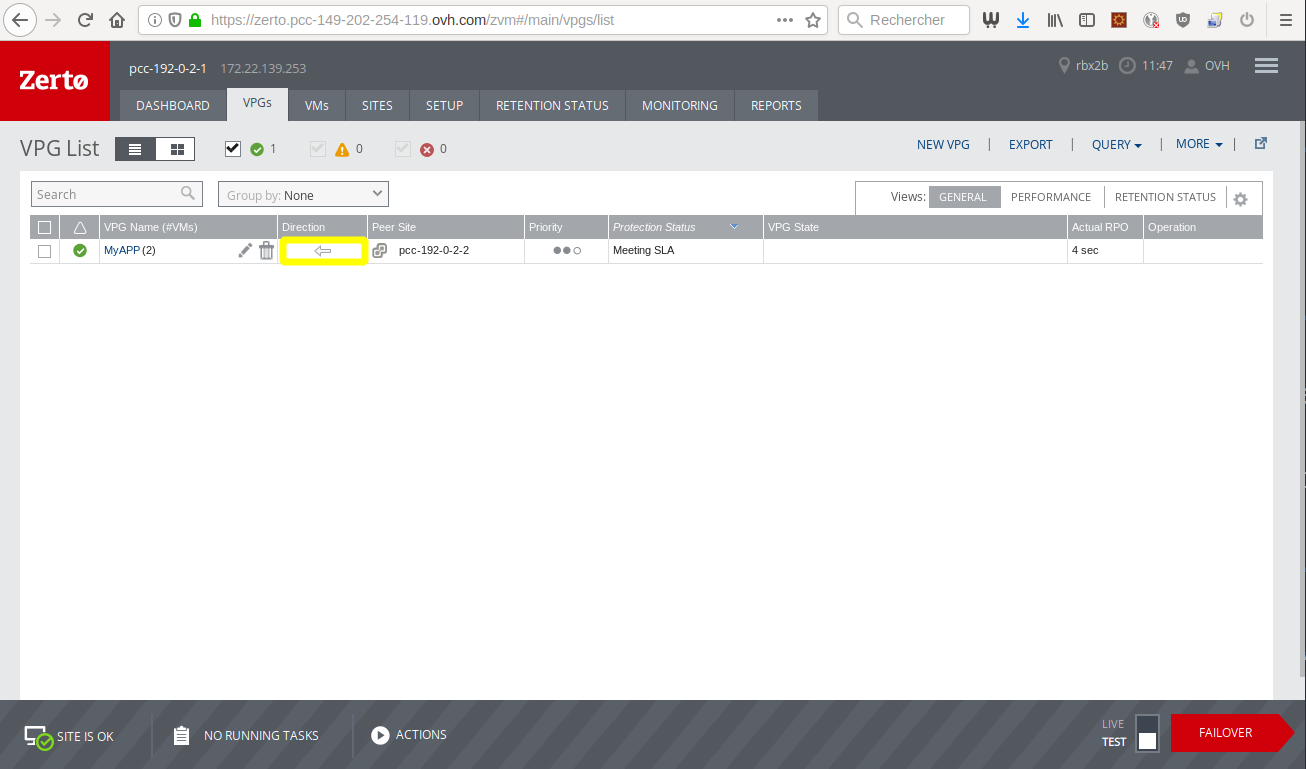 https://zerto.pcc-149-202-254-119.ovh.com/zvm#/main/vpgs/list
Rechercher
Zerto
pcc-192-0-2-1 172.22.139.253
rbx2b 11:47 OVH
DASHBOARD VPGs VMs SITES SETUP RETENTION STATUS MONITORING REPORTS
VPG List 1 0 0 NEW VPG | EXPORT | QUERY | MORE |
Search Group by: None Views: GENERAL PERFORMANCE RETENTION STATUS
VPG Name (#VMs) Direction Peer Site Priority Protection Status VPG State Actual RPO Operation
MyAPP (2) pcc-192-0-2-2 Meeting SLA 4 sec
SITE IS OK NO RUNNING TASKS ACTIONS
LIVE
TEST
FAILOVER